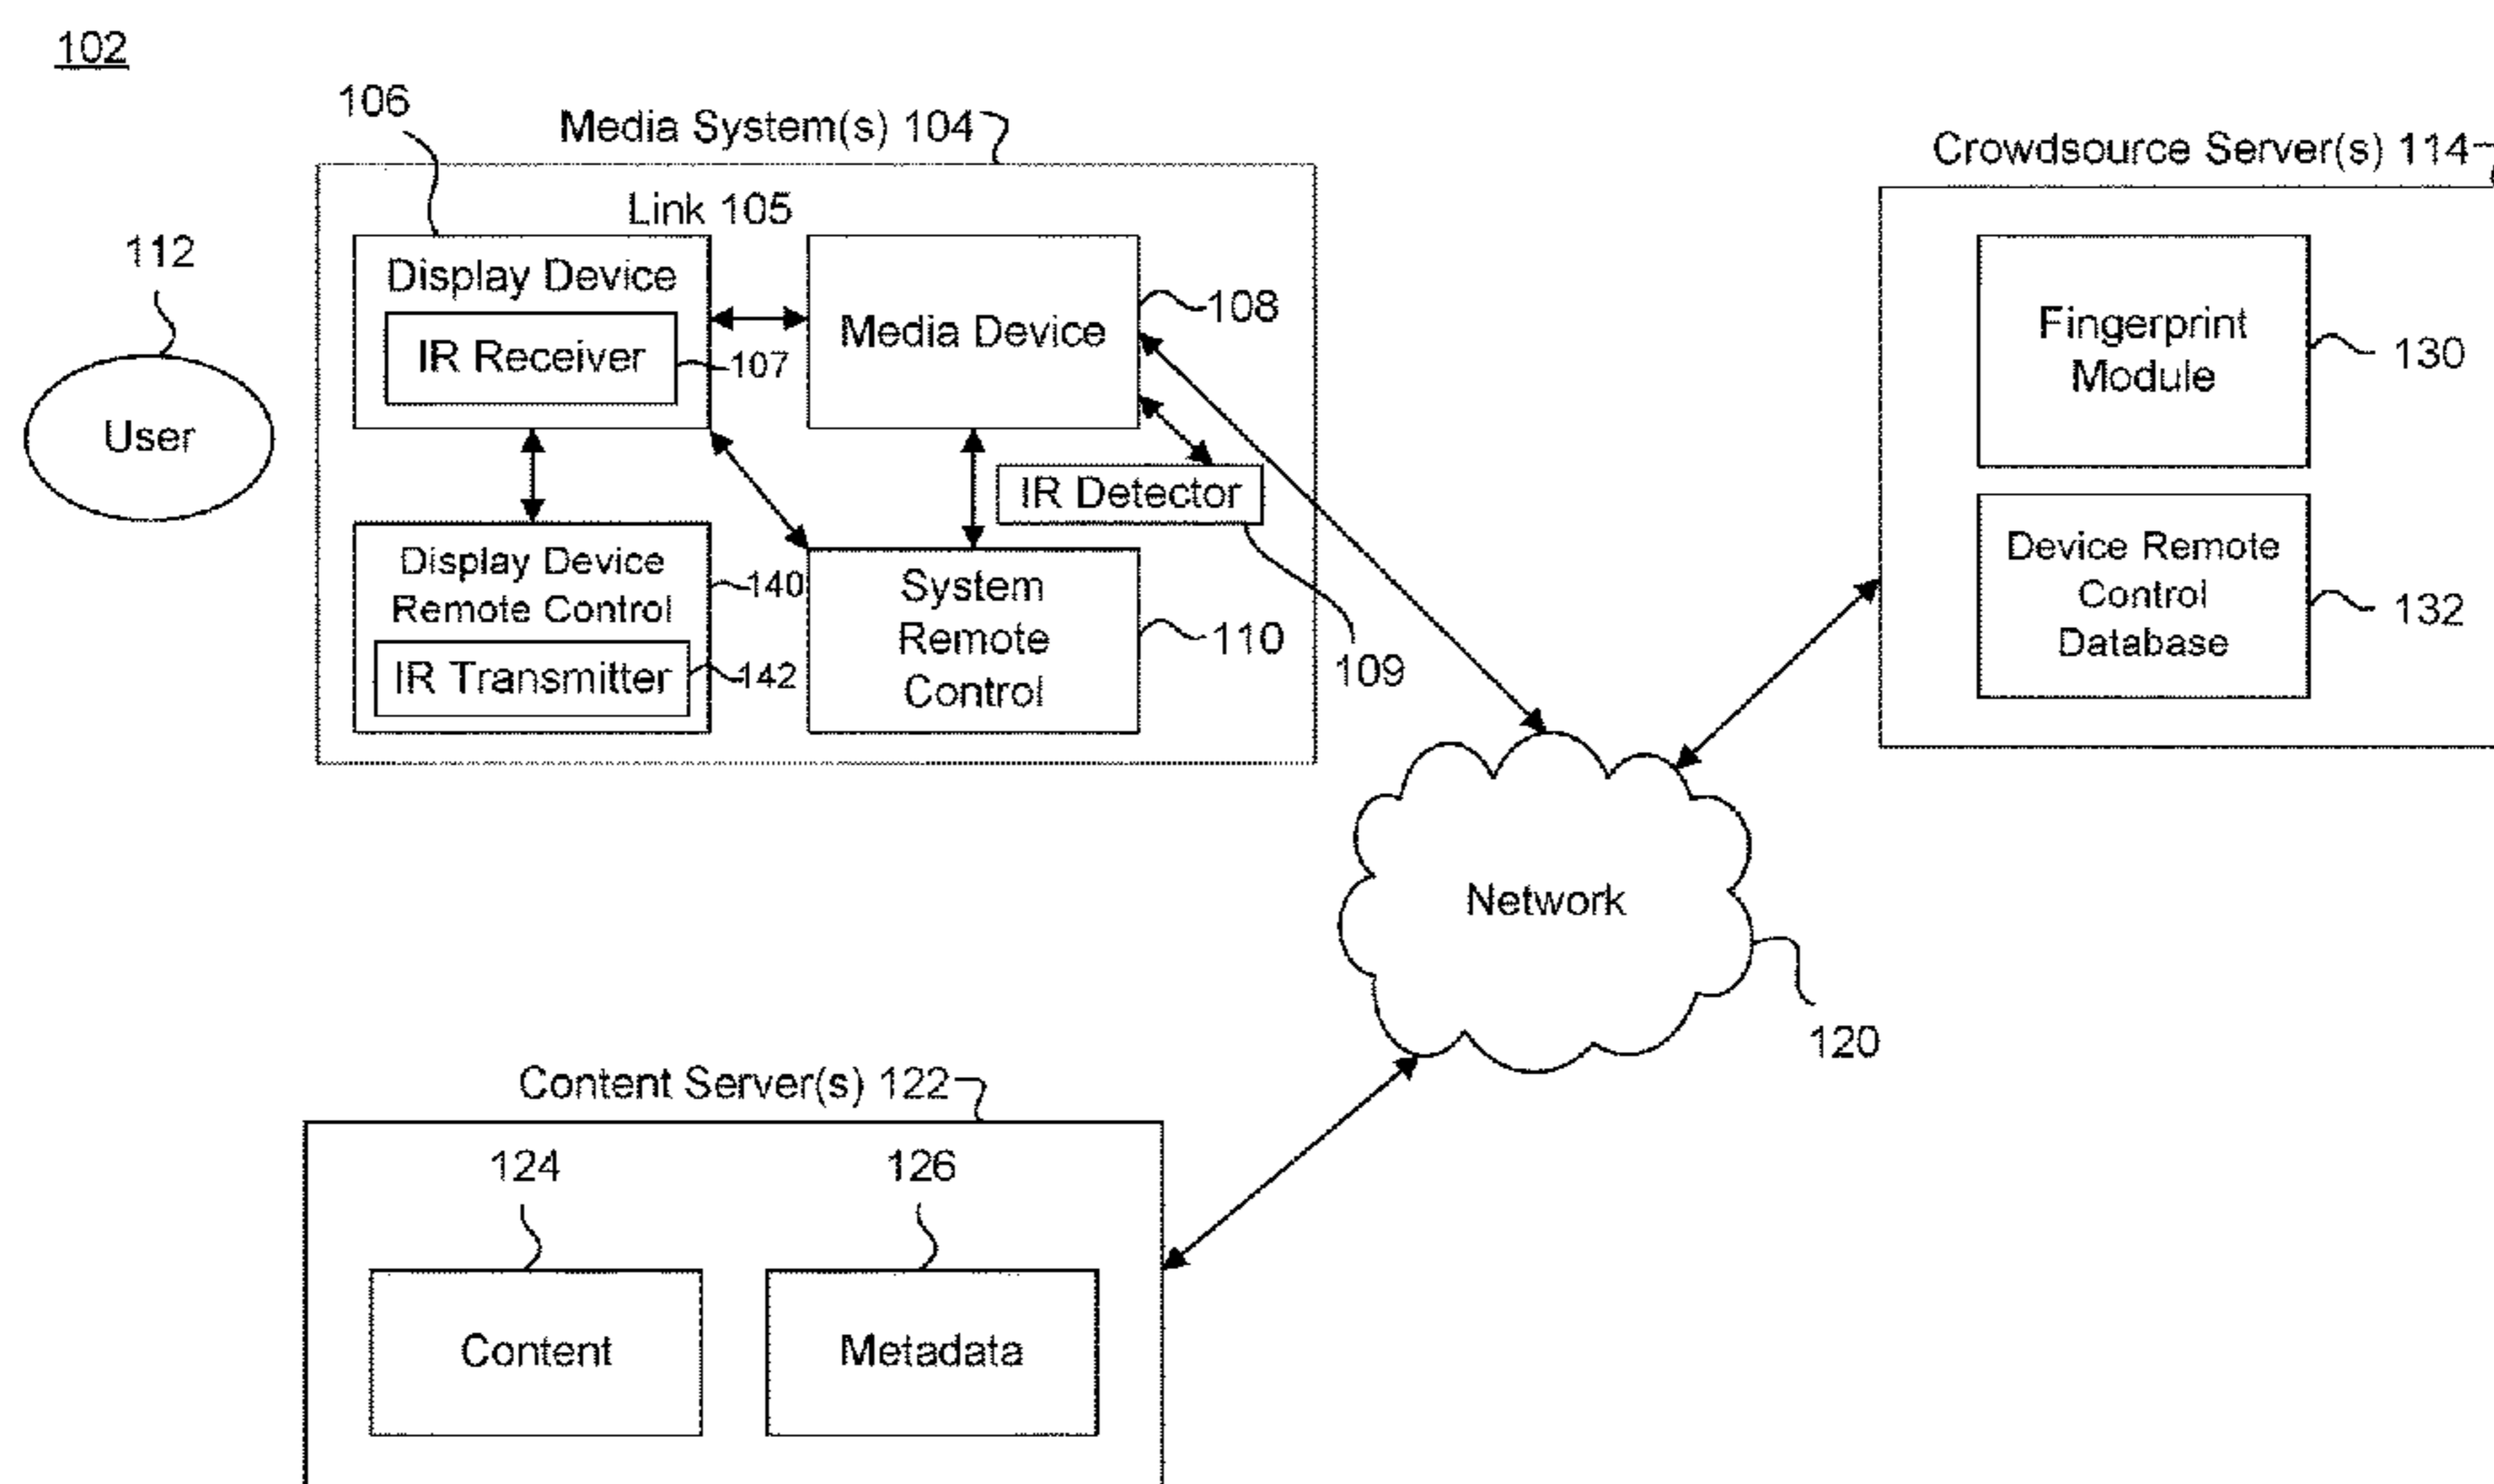 102
106
Media System(s) 104
Crowdsource Server(s) 114
Link 105
112
Display Device
IR Receiver
107
Media Device
108
Fingerprint
Module
130
User
IR Detector
109
Display Device
Remote Control
140
IR Transmitter
142
System
Remote
Control
110
Device Remote
Control
Database
132
Network
120
Content Server(s) 122
124
126
Content
Metadata